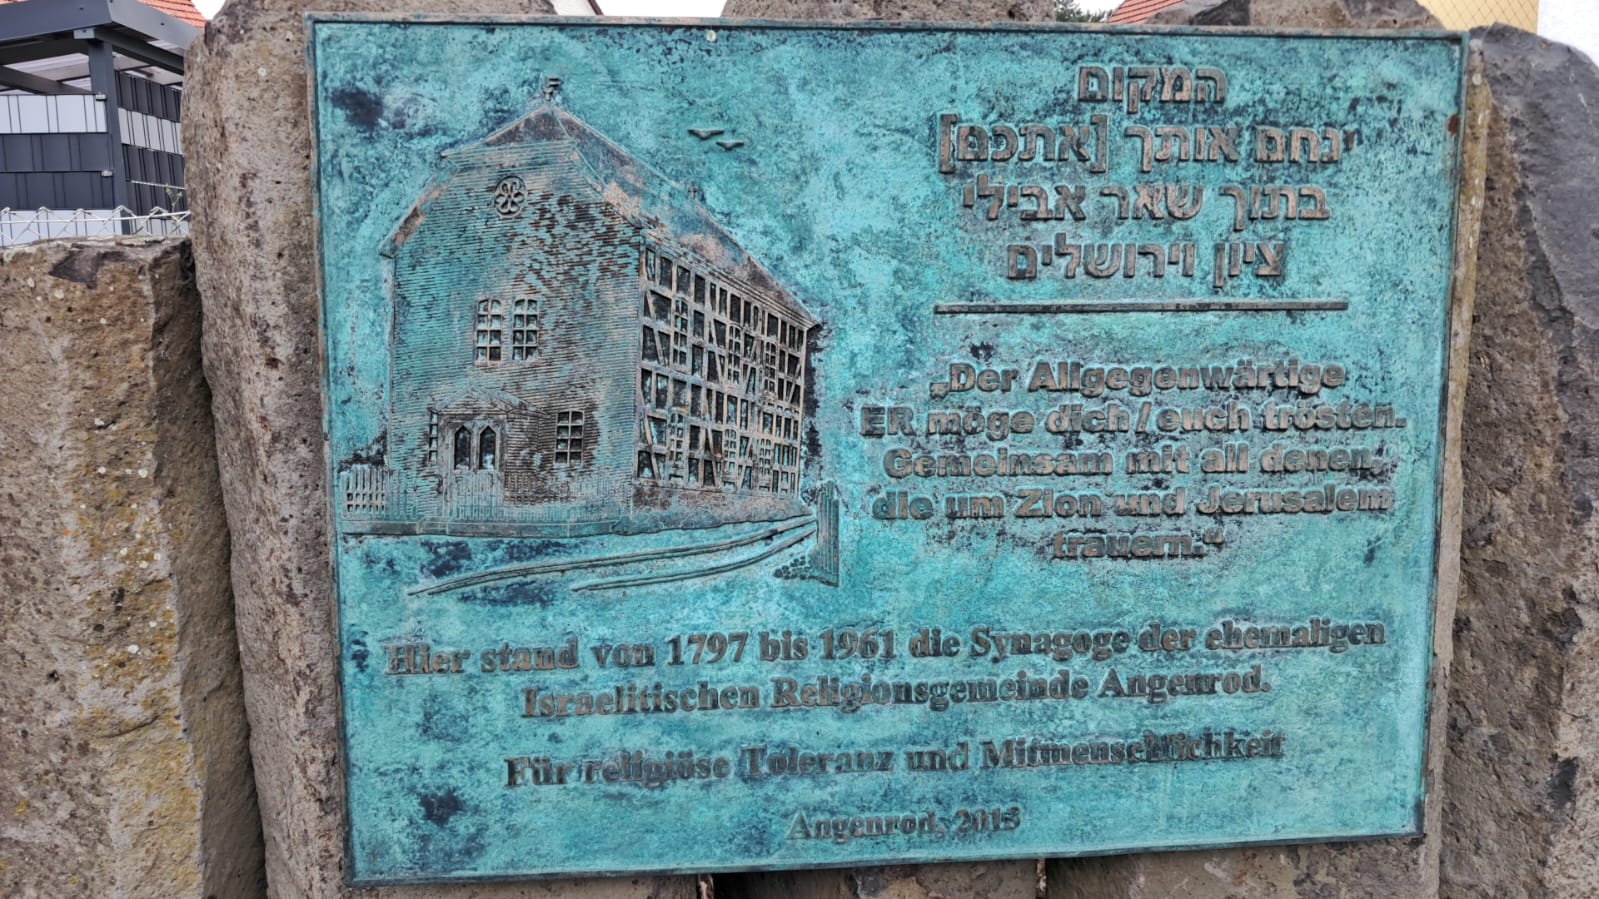 המקום
ינחם אותך [אתכם]
בתוך שאר אבילי
ציון וירושלים
„Der Allgegenwärtige
ER möge dich / euch trösten.
Gemeinsam mit all denen,
die um Zion und Jerusalem
trauern.“
Hier stand von 1797 bis 1961 die Synagoge der ehemaligen
Israelitischen Religionsgemeinde Angenrod.
Für religiöse Toleranz und Mitmenschlichkeit
Angenrod, 2015